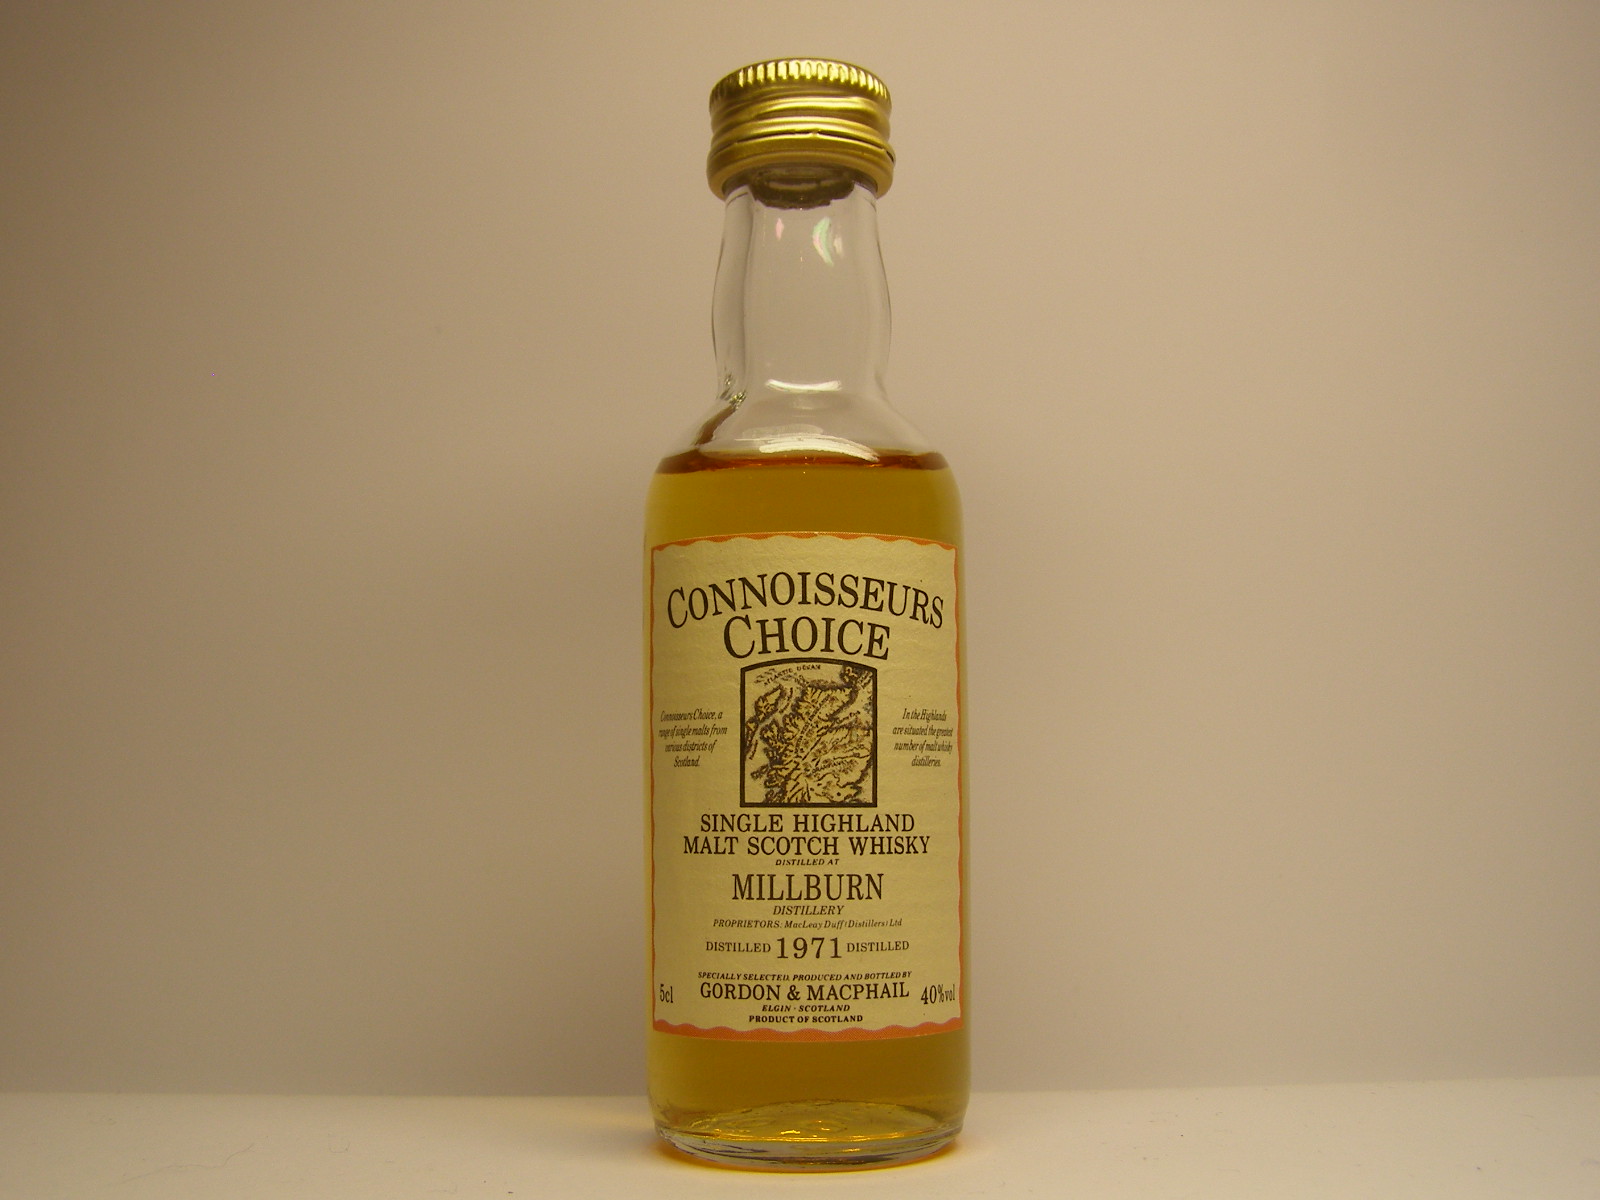 CONNOISSEURS
CHOICE
ATLANTIC OCEAN
Connoisseurs Choice, a
range of single malts from
various districts of
Scotland.
In the Highlands
are situated the greatest
number of malt whisky
distilleries.
SINGLE HIGHLAND
MALT SCOTCH WHISKY
DISTILLED AT
MILLBURN
DISTILLERY
PROPRIETORS: MacLeay Duff (Distillers) Ltd
DISTILLED 1971 DISTILLED
SPECIALLY SELECTED, PRODUCED AND BOTTLED BY
5cl GORDON & MACPHAIL 40%vol
ELGIN - SCOTLAND
PRODUCT OF SCOTLAND